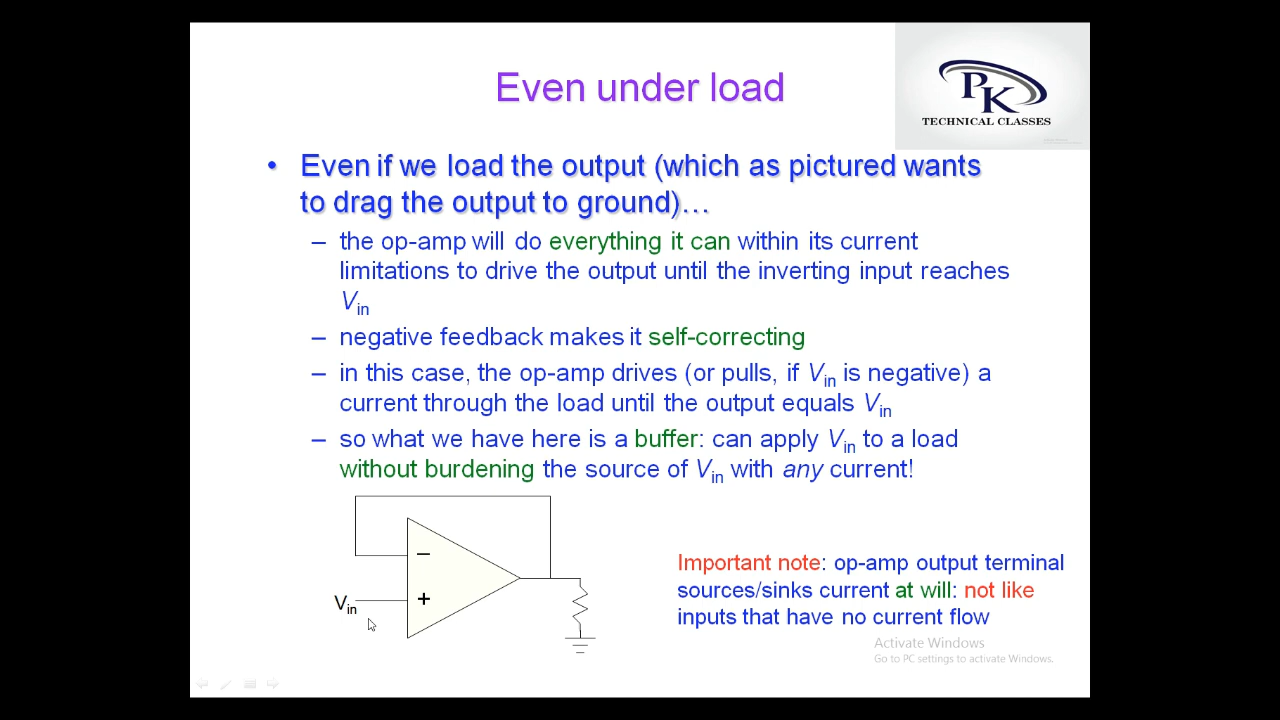 Even under load
PK
TECHNICAL CLASSES
• Even if we load the output (which as pictured wants
to drag the output to ground)…
– the op-amp will do everything it can within its current
limitations to drive the output until the inverting input reaches
Vin
– negative feedback makes it self-correcting
– in this case, the op-amp drives (or pulls, if Vin is negative) a
current through the load until the output equals Vin
– so what we have here is a buffer: can apply Vin to a load
without burdening the source of Vin with any current!
−
+
Vin
Important note: op-amp output terminal
sources/sinks current at will: not like
inputs that have no current flow
Activate Windows
Go to PC settings to activate Windows.